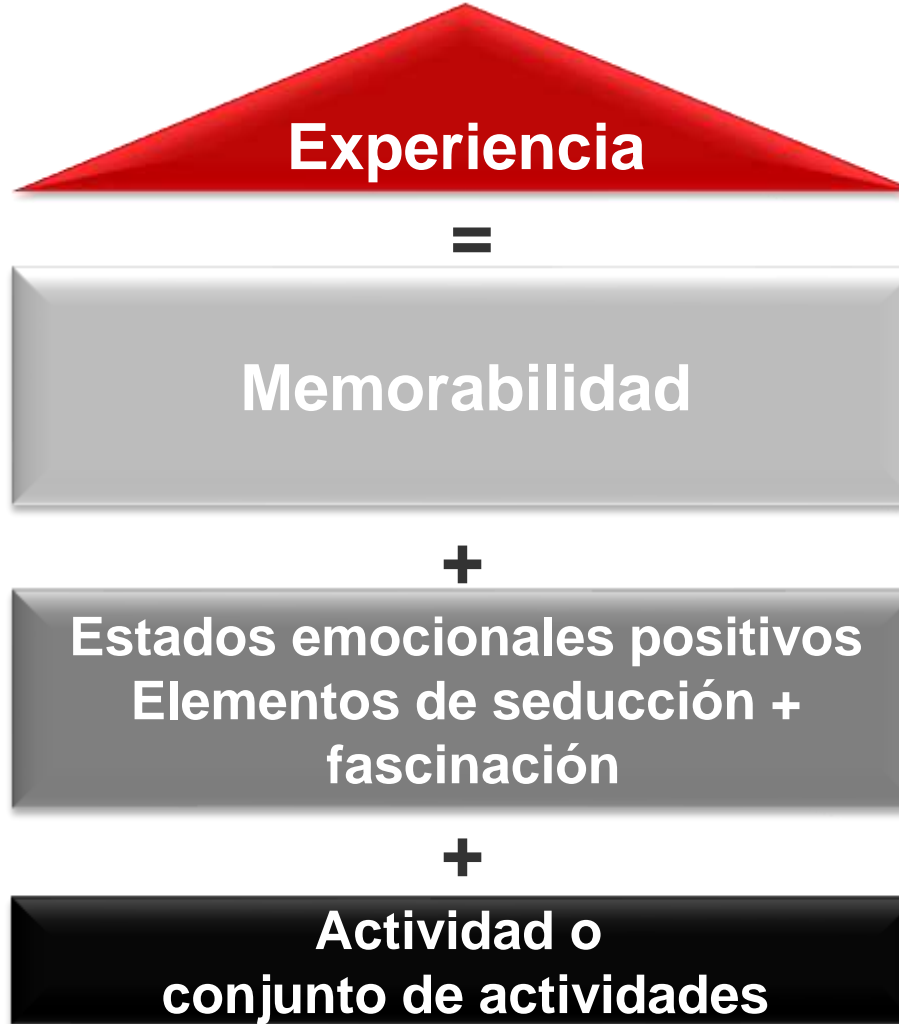 Experiencia
=
Memorabilidad
+
Estados emocionales positivos
Elementos de seducción +
fascinación
+
Actividad o
conjunto de actividades